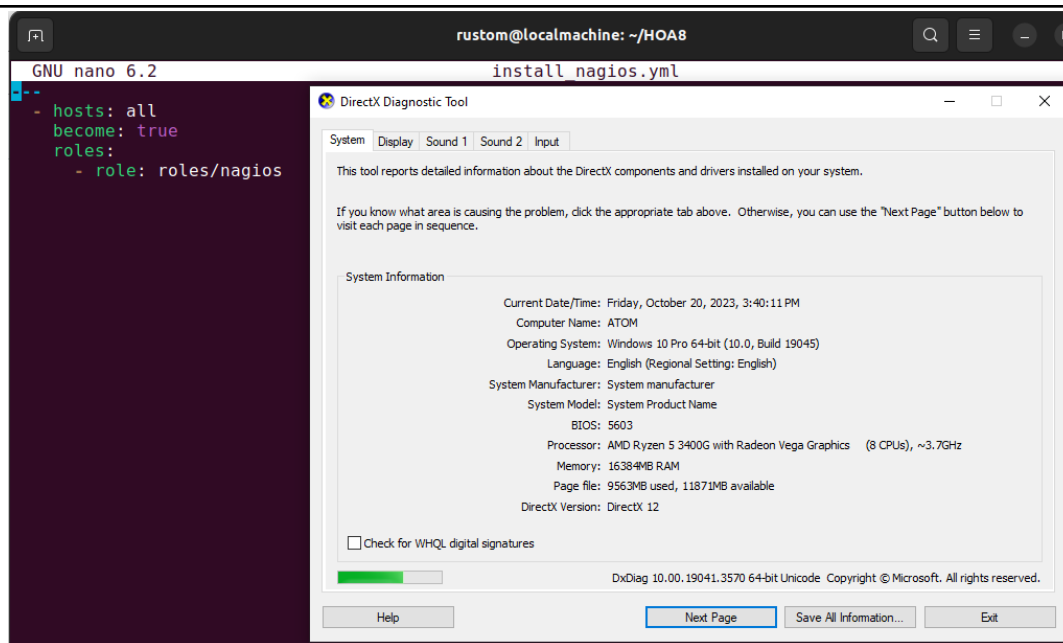 rustom@localmachine: ~/HOA8
GNU nano 6.2 install_nagios.yml
---
- hosts: all
become: true
roles:
- role: roles/nagios
DirectX Diagnostic Tool
System Display Sound 1 Sound 2 Input
This tool reports detailed information about the DirectX components and drivers installed on your system.
If you know what area is causing the problem, click the appropriate tab above. Otherwise, you can use the "Next Page" button below to
visit each page in sequence.
System Information
Current Date/Time: Friday, October 20, 2023, 3:40:11 PM
Computer Name: ATOM
Operating System: Windows 10 Pro 64-bit (10.0, Build 19045)
Language: English (Regional Setting: English)
System Manufacturer: System manufacturer
System Model: System Product Name
BIOS: 5603
Processor: AMD Ryzen 5 3400G with Radeon Vega Graphics (8 CPUs), ~3.7GHz
Memory: 16384MB RAM
Page file: 9563MB used, 11871MB available
DirectX Version: DirectX 12
Check for WHQL digital signatures
DxDiag 10.00.19041.3570 64-bit Unicode Copyright © Microsoft. All rights reserved.
Help Next Page Save All Information... Exit